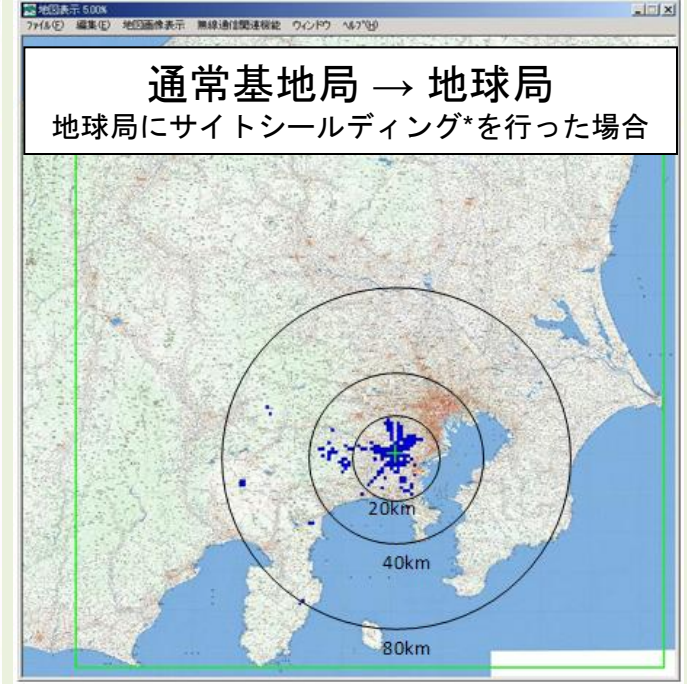 地図表示 5.00%
ファイル(F) 編集(E) 地図画像表示 無線通信関連機能 ウィンドウ ヘルプ(H)
通常基地局 → 地球局
地球局にサイトシールディング*を行った場合
20km
40km
80km